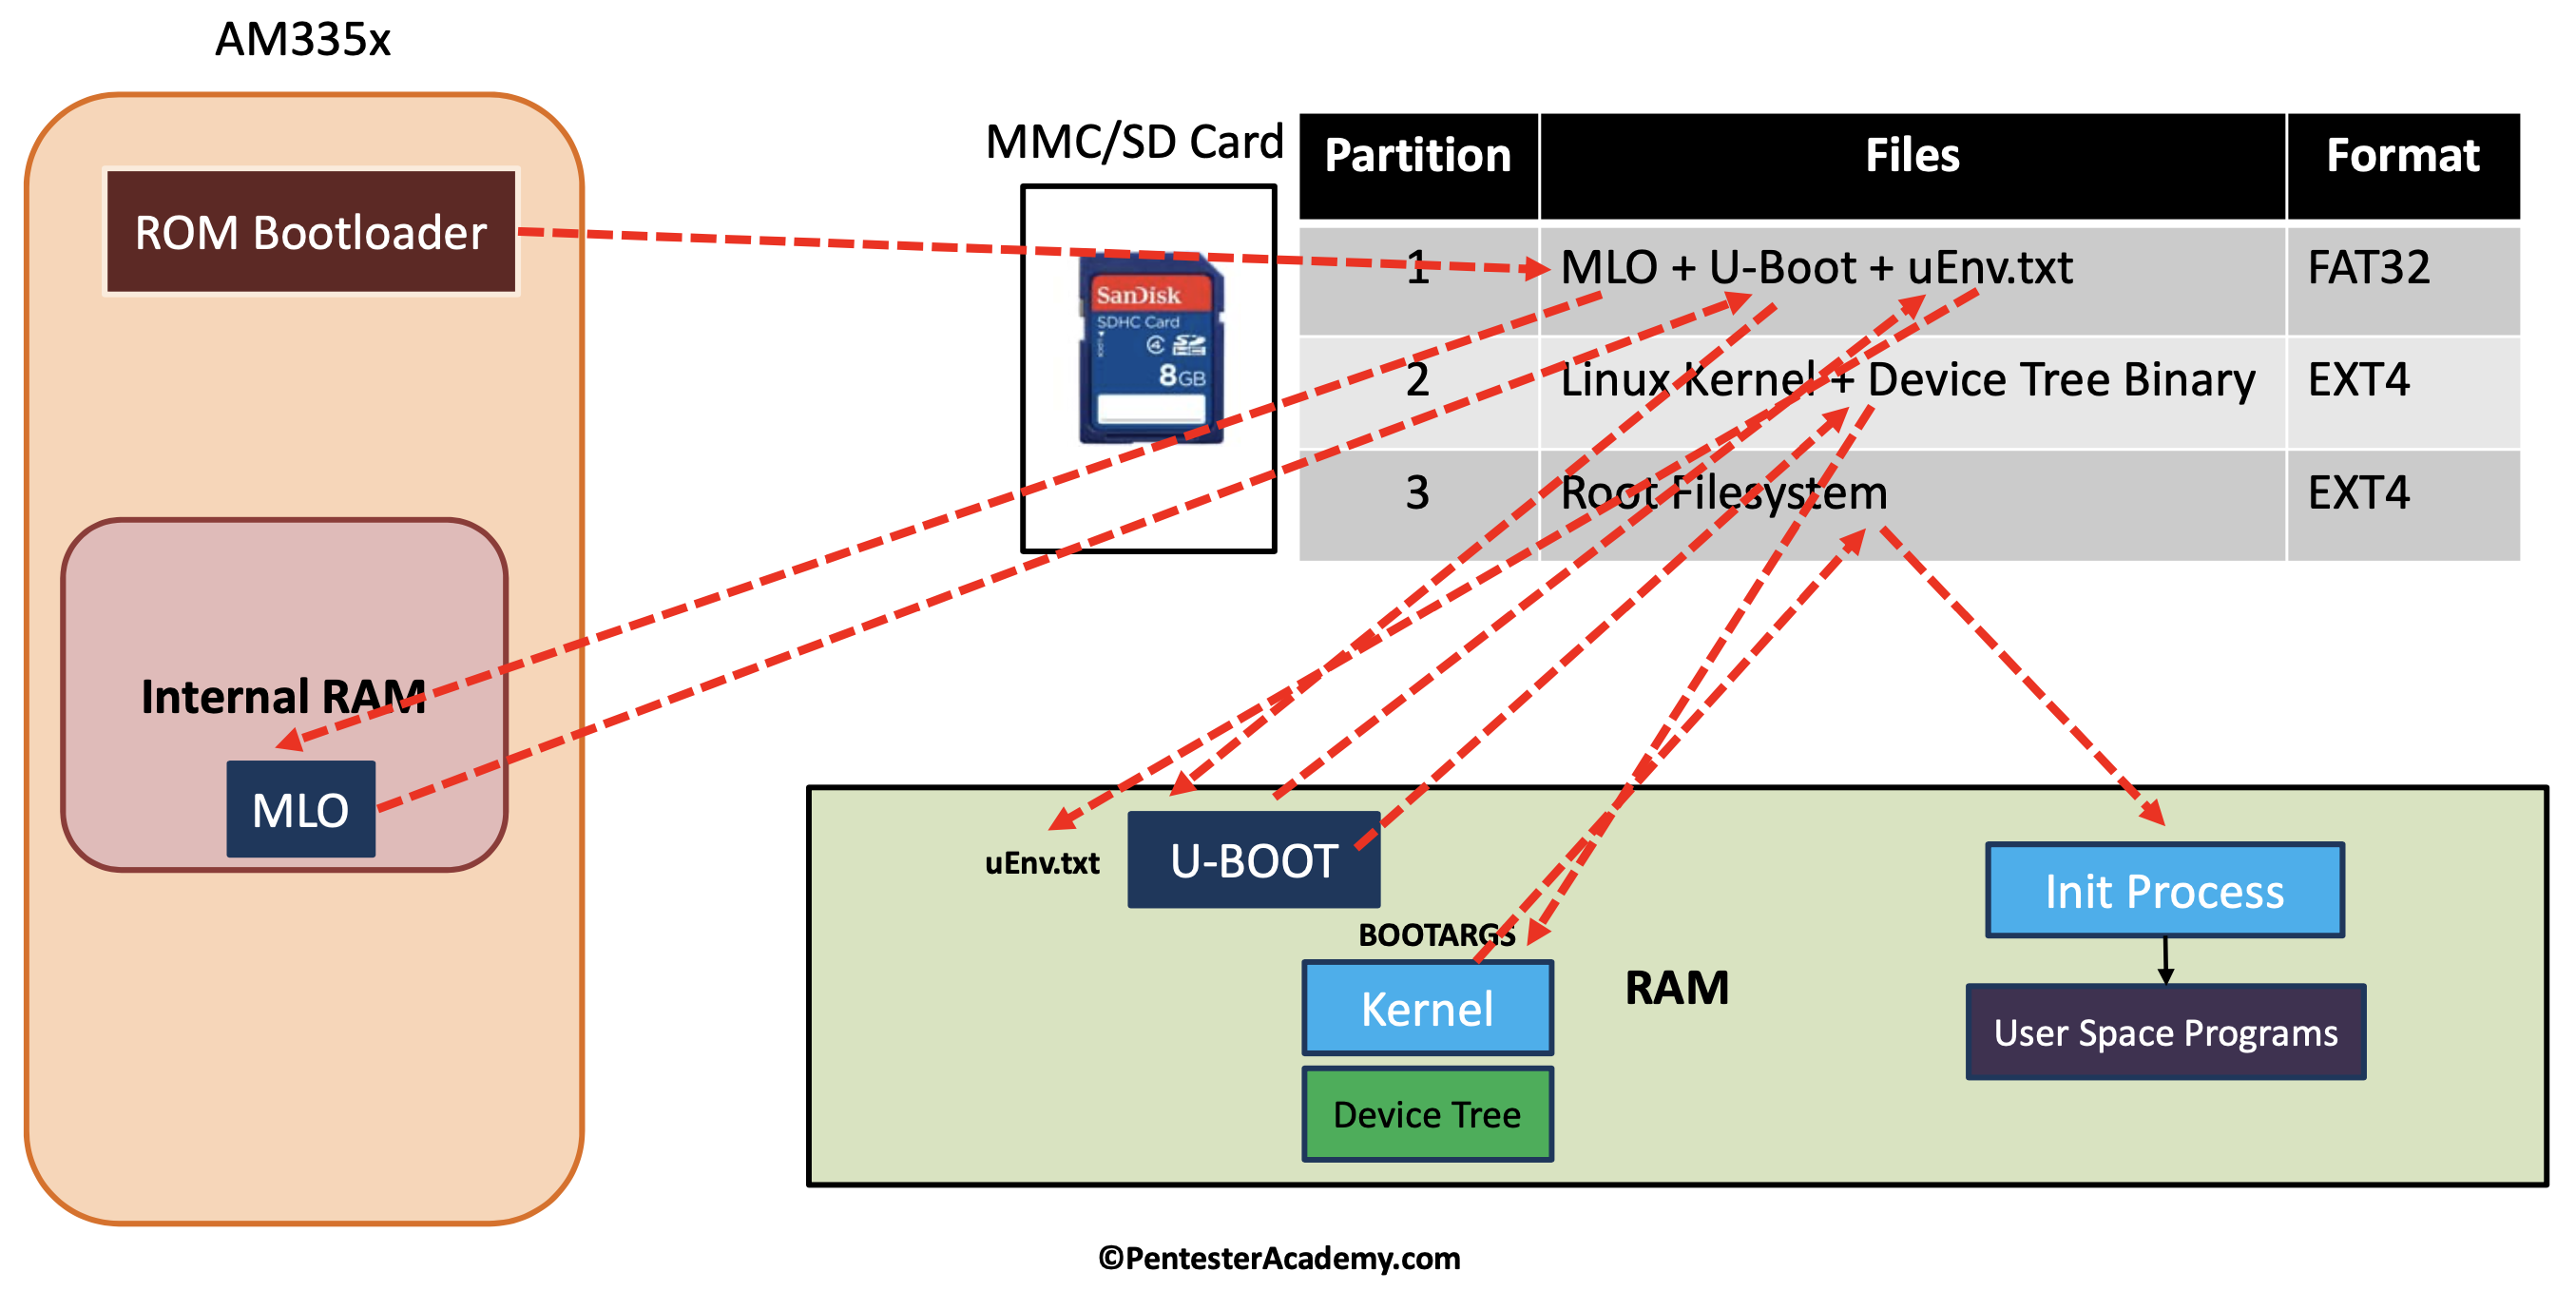 AM335x
ROM Bootloader
Internal RAM
MLO
MMC/SD Card
SanDisk
SDHC Card
4
8GB
Partition Files Format
1 MLO + U-Boot + uEnv.txt FAT32
2 Linux Kernel + Device Tree Binary EXT4
3 Root Filesystem EXT4
uEnv.txt
U-BOOT
BOOTARGS
Kernel
Device Tree
RAM
Init Process
User Space Programs
©PentesterAcademy.com